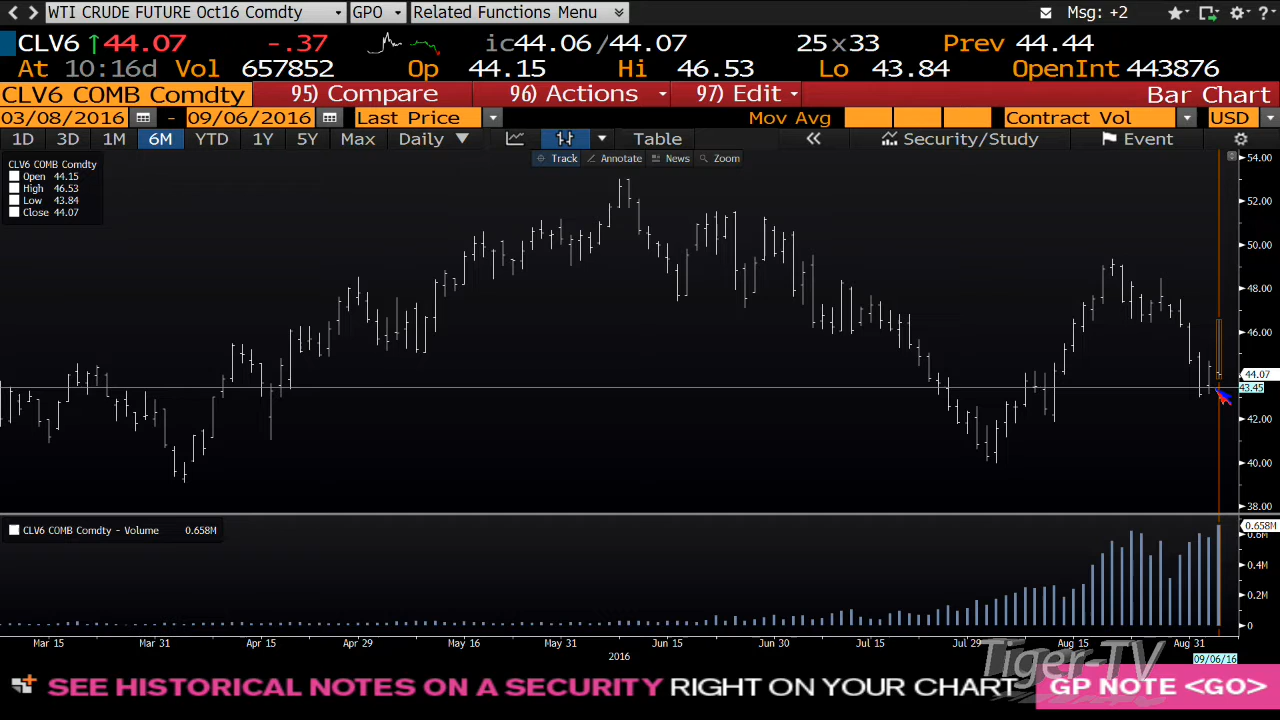 WTI CRUDE FUTURE Oct16 Comdty GPO Related Functions Menu Msg: +2
CLV6 ↑44.07 -.37 ic44.06/44.07 25x33 Prev 44.44
At 10:16d Vol 657852 Op 44.15 Hi 46.53 Lo 43.84 OpenInt 443876
CLV6 COMB Comdty 95) Compare 96) Actions 97) Edit Bar Chart
03/08/2016 - 09/06/2016 Last Price Mov Avg Contract Vol USD
1D 3D 1M 6M YTD 1Y 5Y Max Daily Table Security/Study Event
Track Annotate News Zoom
CLV6 COMB Comdty
Open 44.15
High 46.53
Low 43.84
Close 44.07
54.00
52.00
50.00
48.00
46.00
44.07
43.45
42.00
40.00
38.00
CLV6 COMB Comdty - Volume 0.658M
0.658M
0.6M
0.4M
0.2M
0
Mar 15 Mar 31 Apr 15 Apr 29 May 16 May 31 Jun 15 Jun 30 Jul 15 Jul 29 Aug 15 Aug 31
2016
09/06/16
Tiger-TV
SEE HISTORICAL NOTES ON A SECURITY RIGHT ON YOUR CHART GP NOTE <GO>